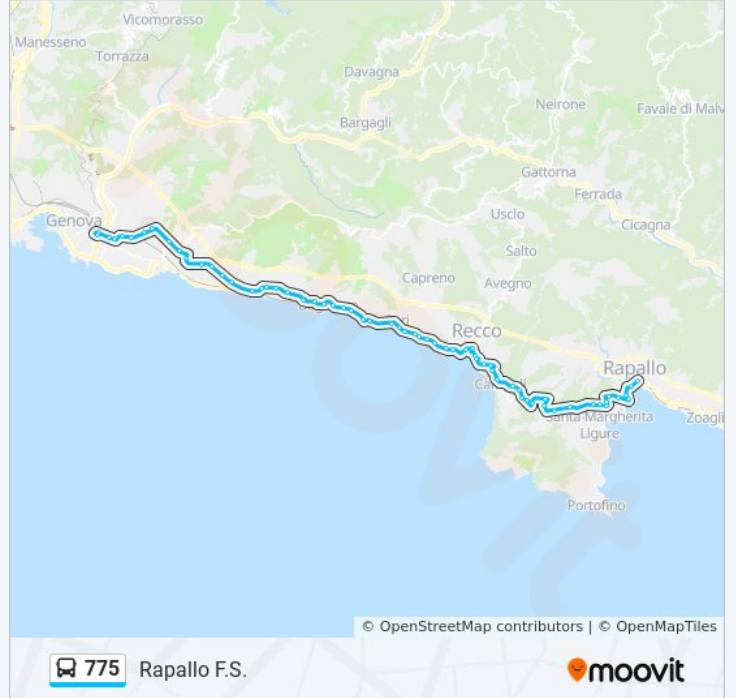 Vicomorasso
Manesseno
Torrazza
Davagna
Neirone
Favale di Malv
Bargagli
Gattorna
Ferrada
Uscio
Genova
Cicagna
Salto
Capreno
Avegno
Recco
Rapallo
Santa Margherita
Ligure
Zoagli
Portofino
© OpenStreetMap contributors | © OpenMapTiles
775 Rapallo F.S.
moovit